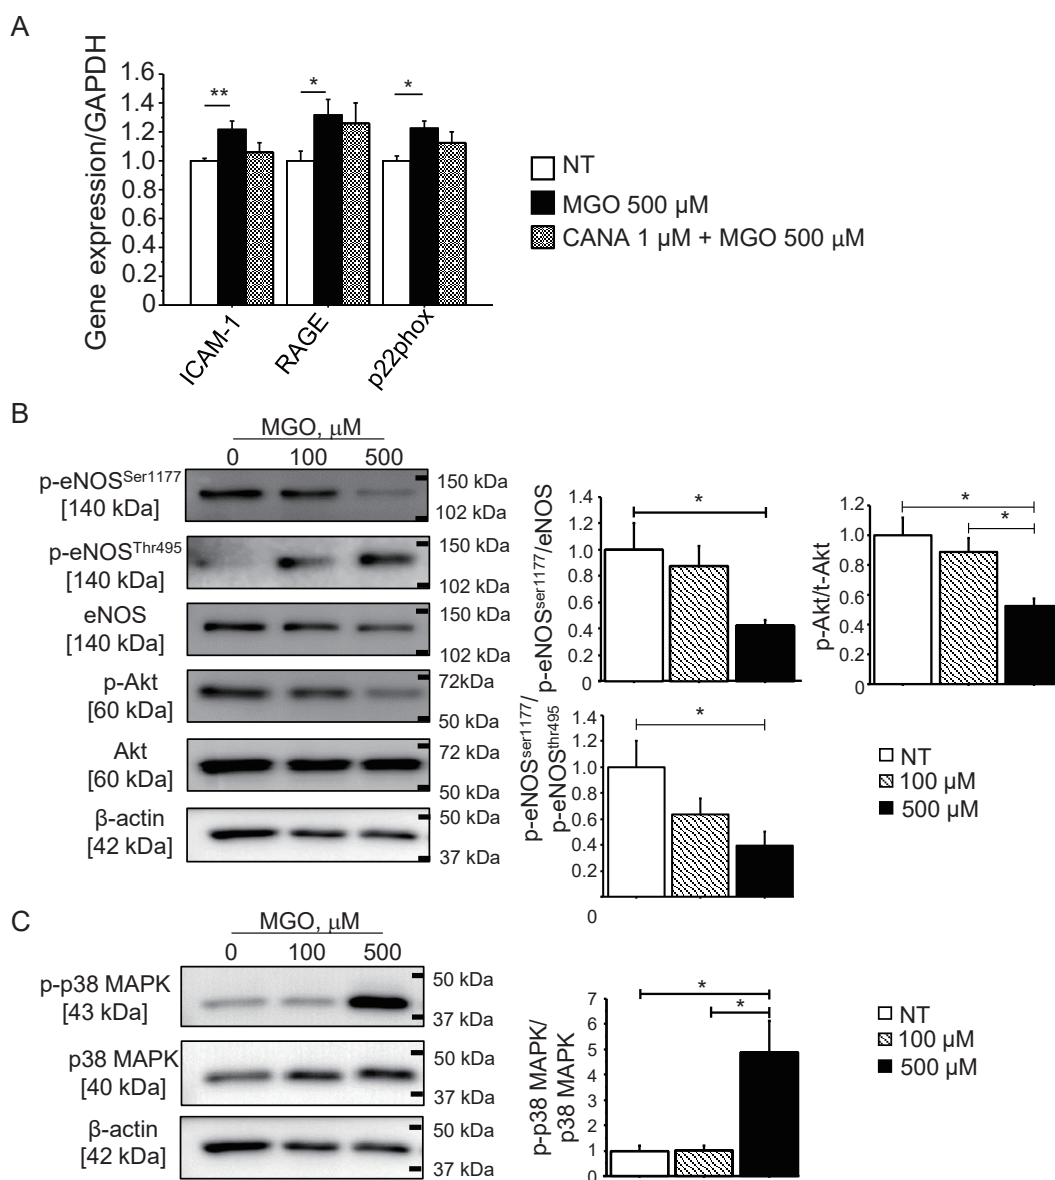 A
Gene expression/GAPDH
1.6
1.4
1.2
1.0
0.8
0.6
0.4
0.2
0
**
*
*
ICAM-1
RAGE
p22phox
NT
MGO 500 µM
CANA 1 µM + MGO 500 µM
B
MGO, µM
0 100 500
p-eNOSSer1177
[140 kDa]
150 kDa
102 kDa
p-eNOSThr495
[140 kDa]
150 kDa
102 kDa
eNOS
[140 kDa]
150 kDa
102 kDa
p-Akt
[60 kDa]
72kDa
50 kDa
Akt
[60 kDa]
72 kDa
50 kDa
β-actin
[42 kDa]
50 kDa
37 kDa
p-eNOSser1177/eNOS
1.4
1.2
1.0
0.8
0.6
0.4
0.2
0
*
p-Akt/t-Akt
1.2
1.0
0.8
0.6
0.4
0.2
0
*
*
p-eNOSser1177/
p-eNOSthr495
1.4
1.2
1.0
0.8
0.6
0.4
0.2
0
*
NT
100 µM
500 µM
C
MGO, µM
0 100 500
p-p38 MAPK
[43 kDa]
50 kDa
37 kDa
p38 MAPK
[40 kDa]
50 kDa
37 kDa
β-actin
[42 kDa]
50 kDa
37 kDa
p-p38 MAPK/
p38 MAPK
7
6
5
4
3
2
1
0
*
*
NT
100 µM
500 µM